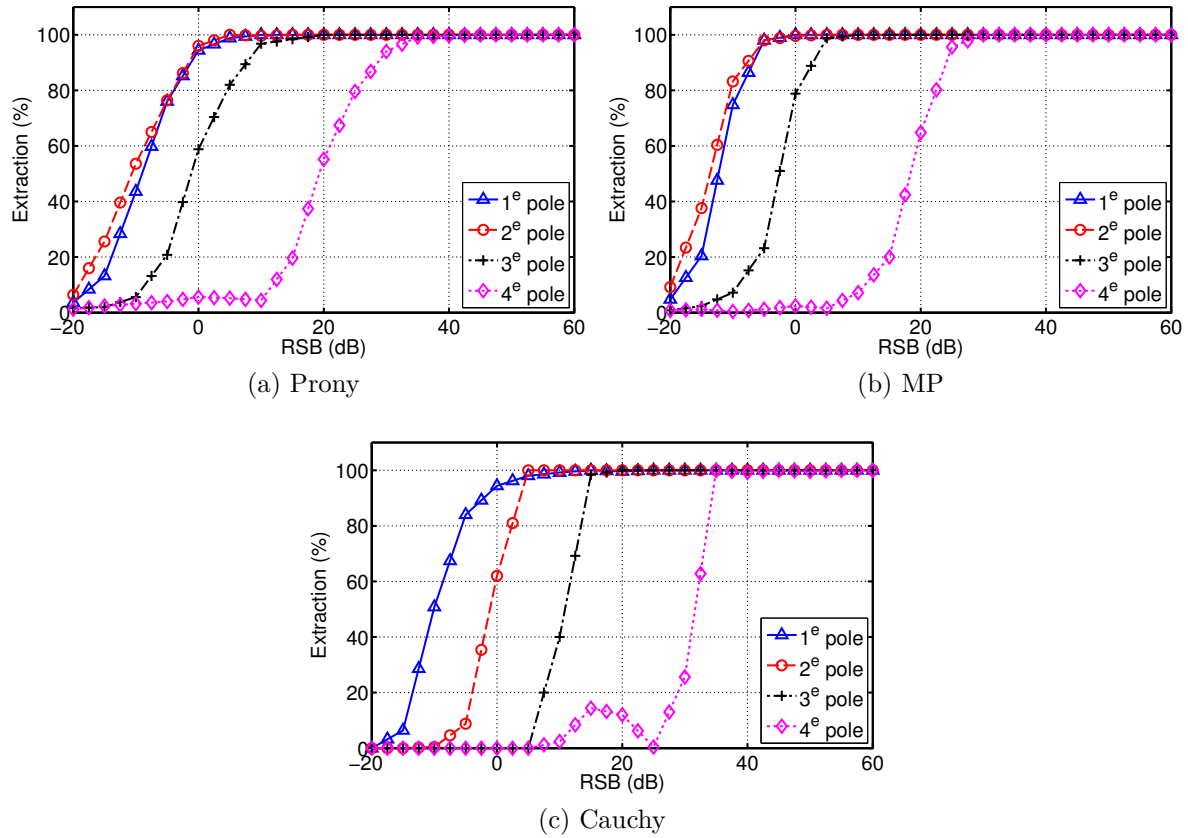 100
80
60
40
20
0
−20
0
20
40
60
Extraction (%)
RSB (dB)
1e pole
2e pole
3e pole
4e pole
(a) Prony
100
80
60
40
20
0
−20
0
20
40
60
Extraction (%)
RSB (dB)
1e pole
2e pole
3e pole
4e pole
(b) MP
100
80
60
40
20
0
−20
0
20
40
60
Extraction (%)
RSB (dB)
1e pole
2e pole
3e pole
4e pole
(c) Cauchy